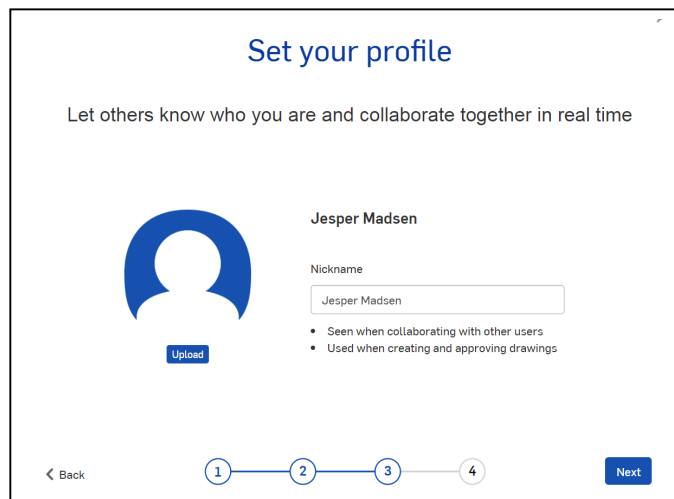 Set your profile
Let others know who you are and collaborate together in real time
Jesper Madsen
Nickname
Jesper Madsen
• Seen when collaborating with other users
• Used when creating and approving drawings
Upload
Back
1
2
3
4
Next